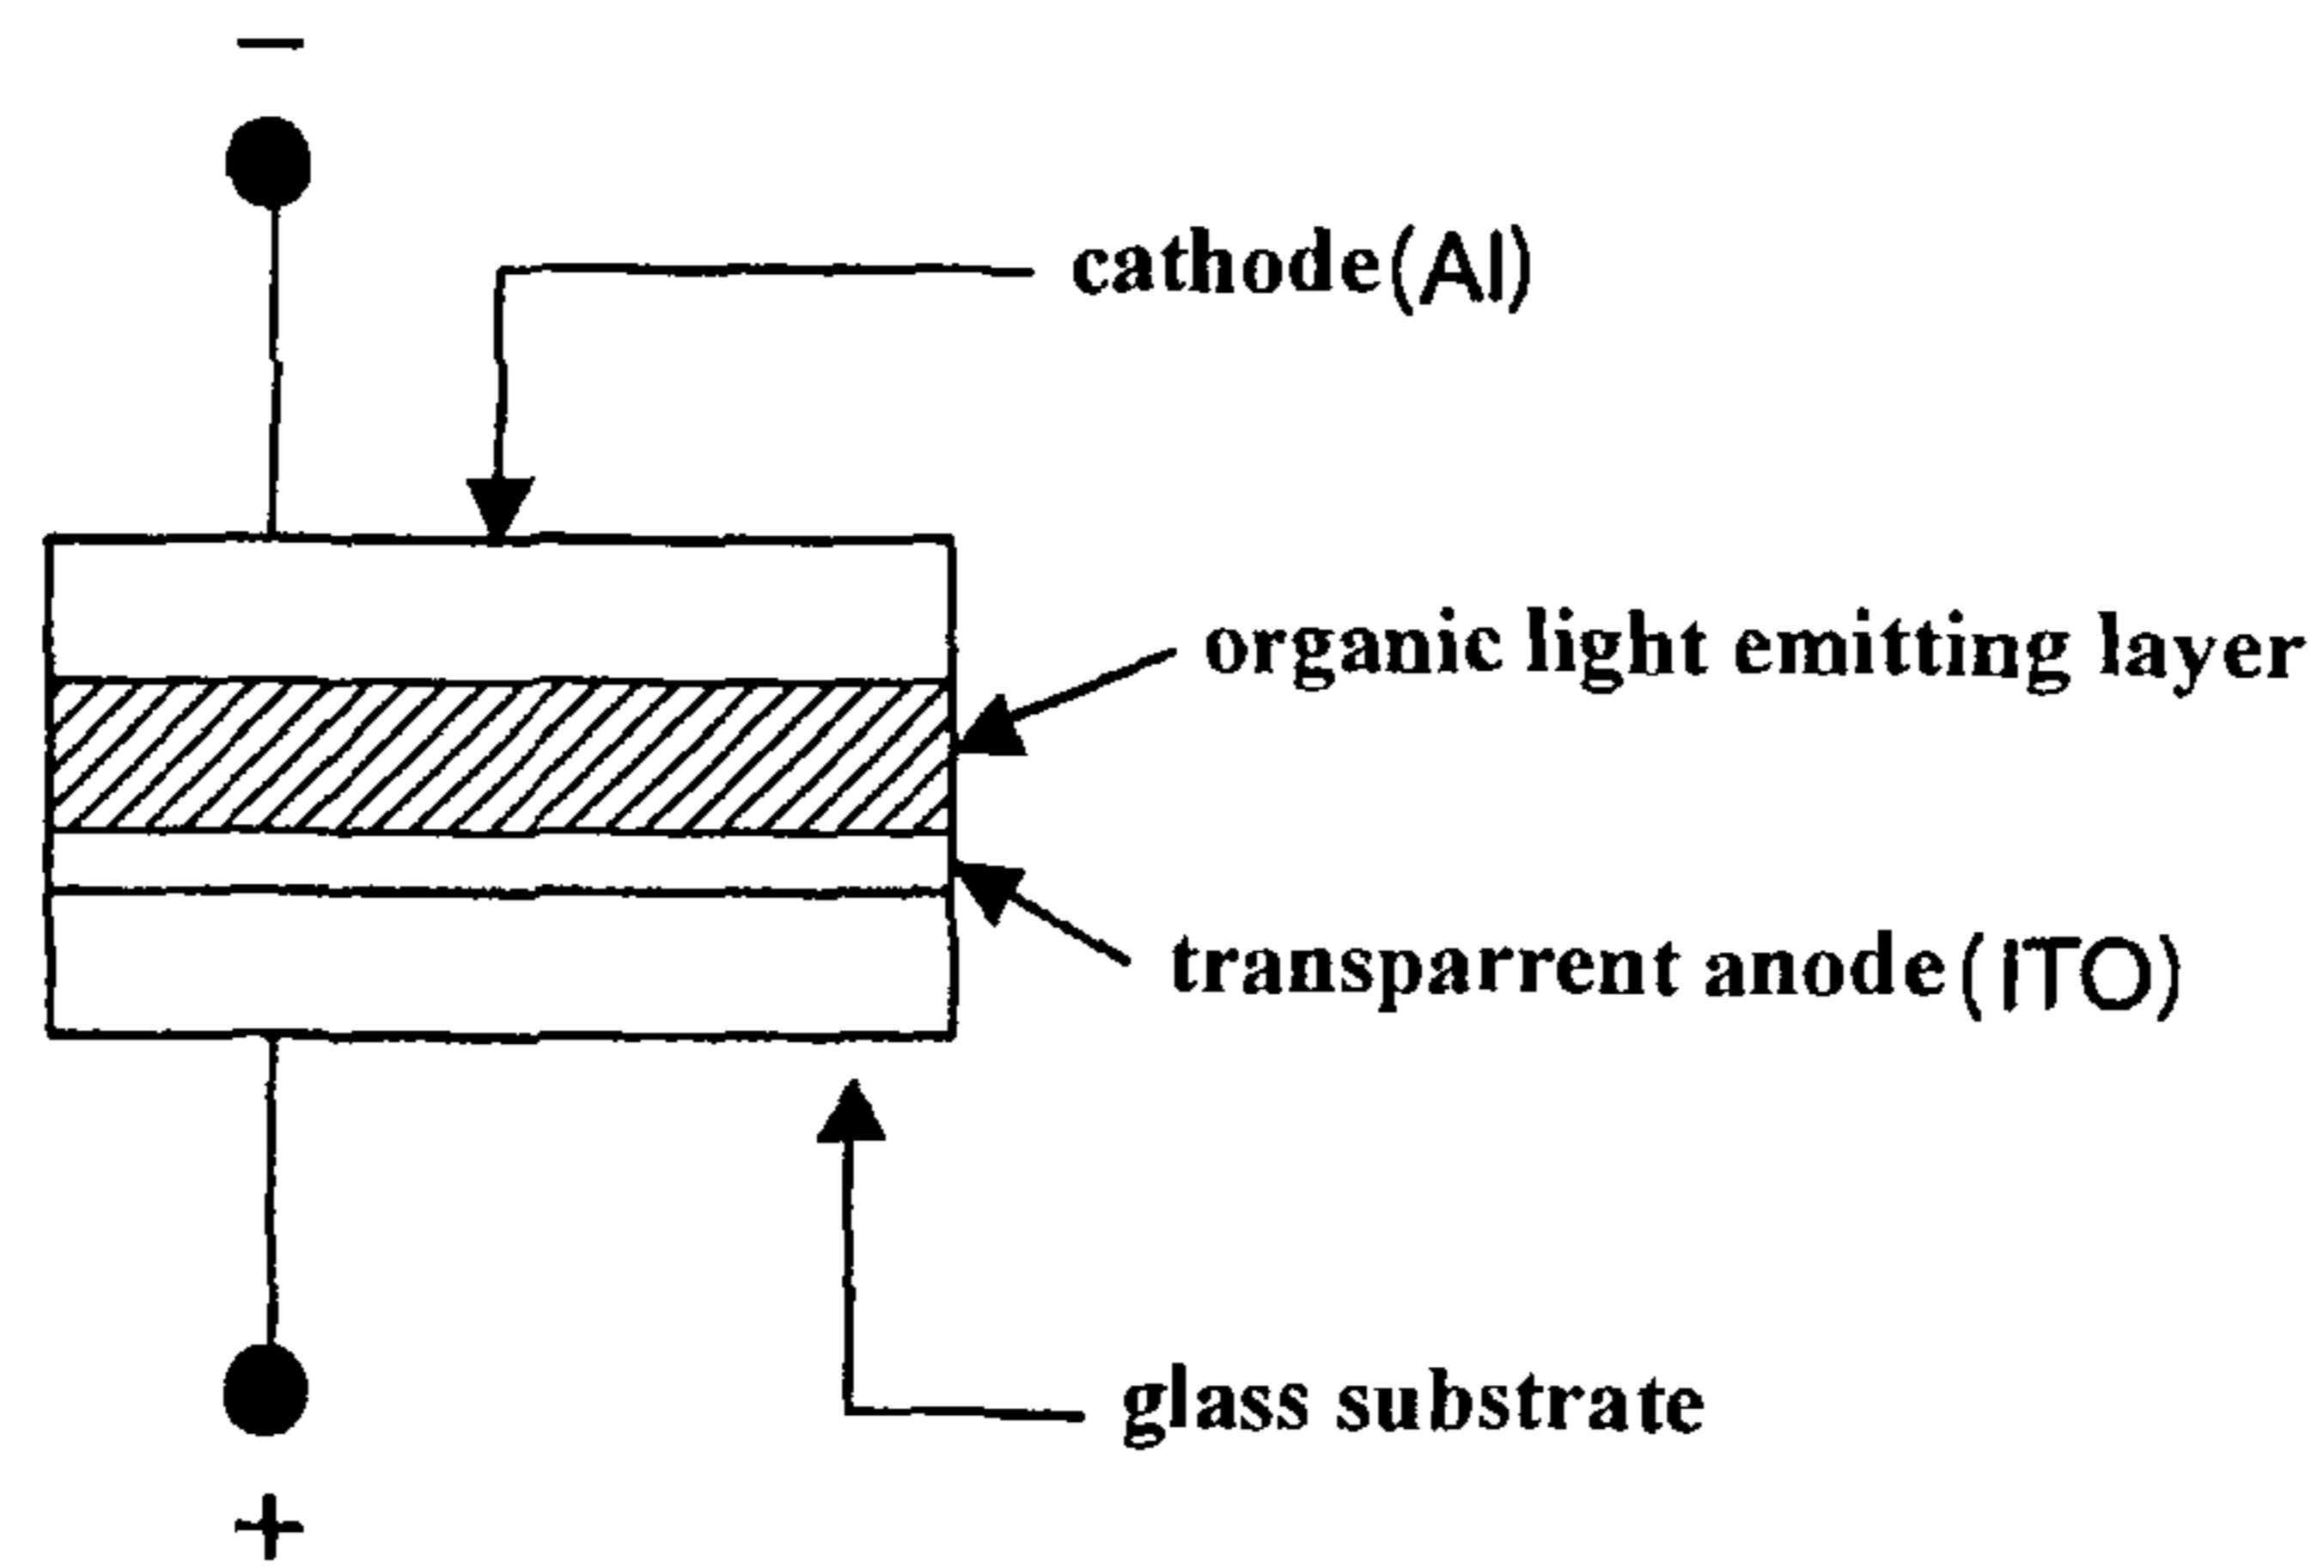 −
cathode(Al)
organic light emitting layer
transparrent anode(ITO)
glass substrate
+